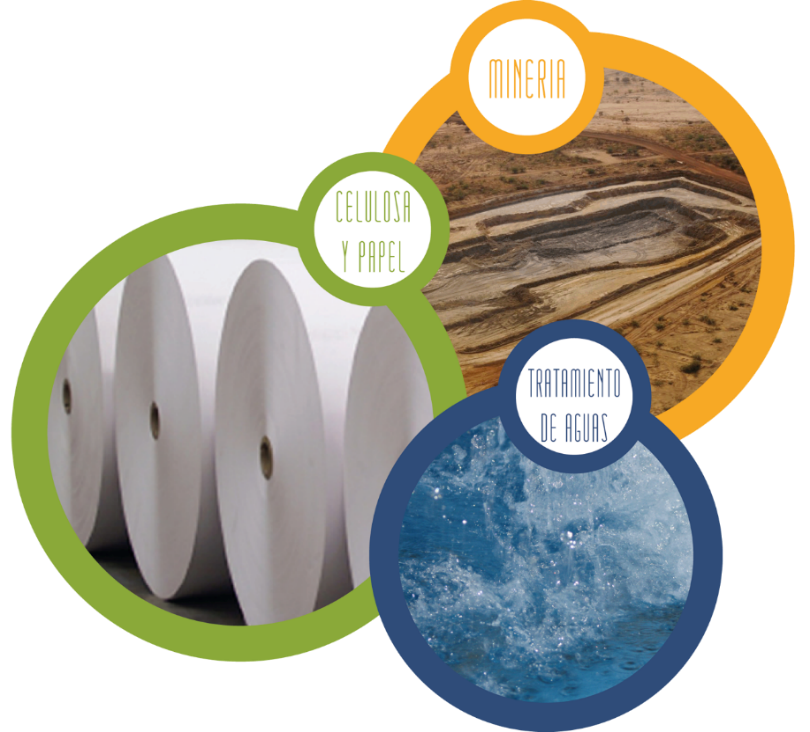 MINERIA
CELULOSA
Y PAPEL
TRATAMIENTO
DE AGUAS